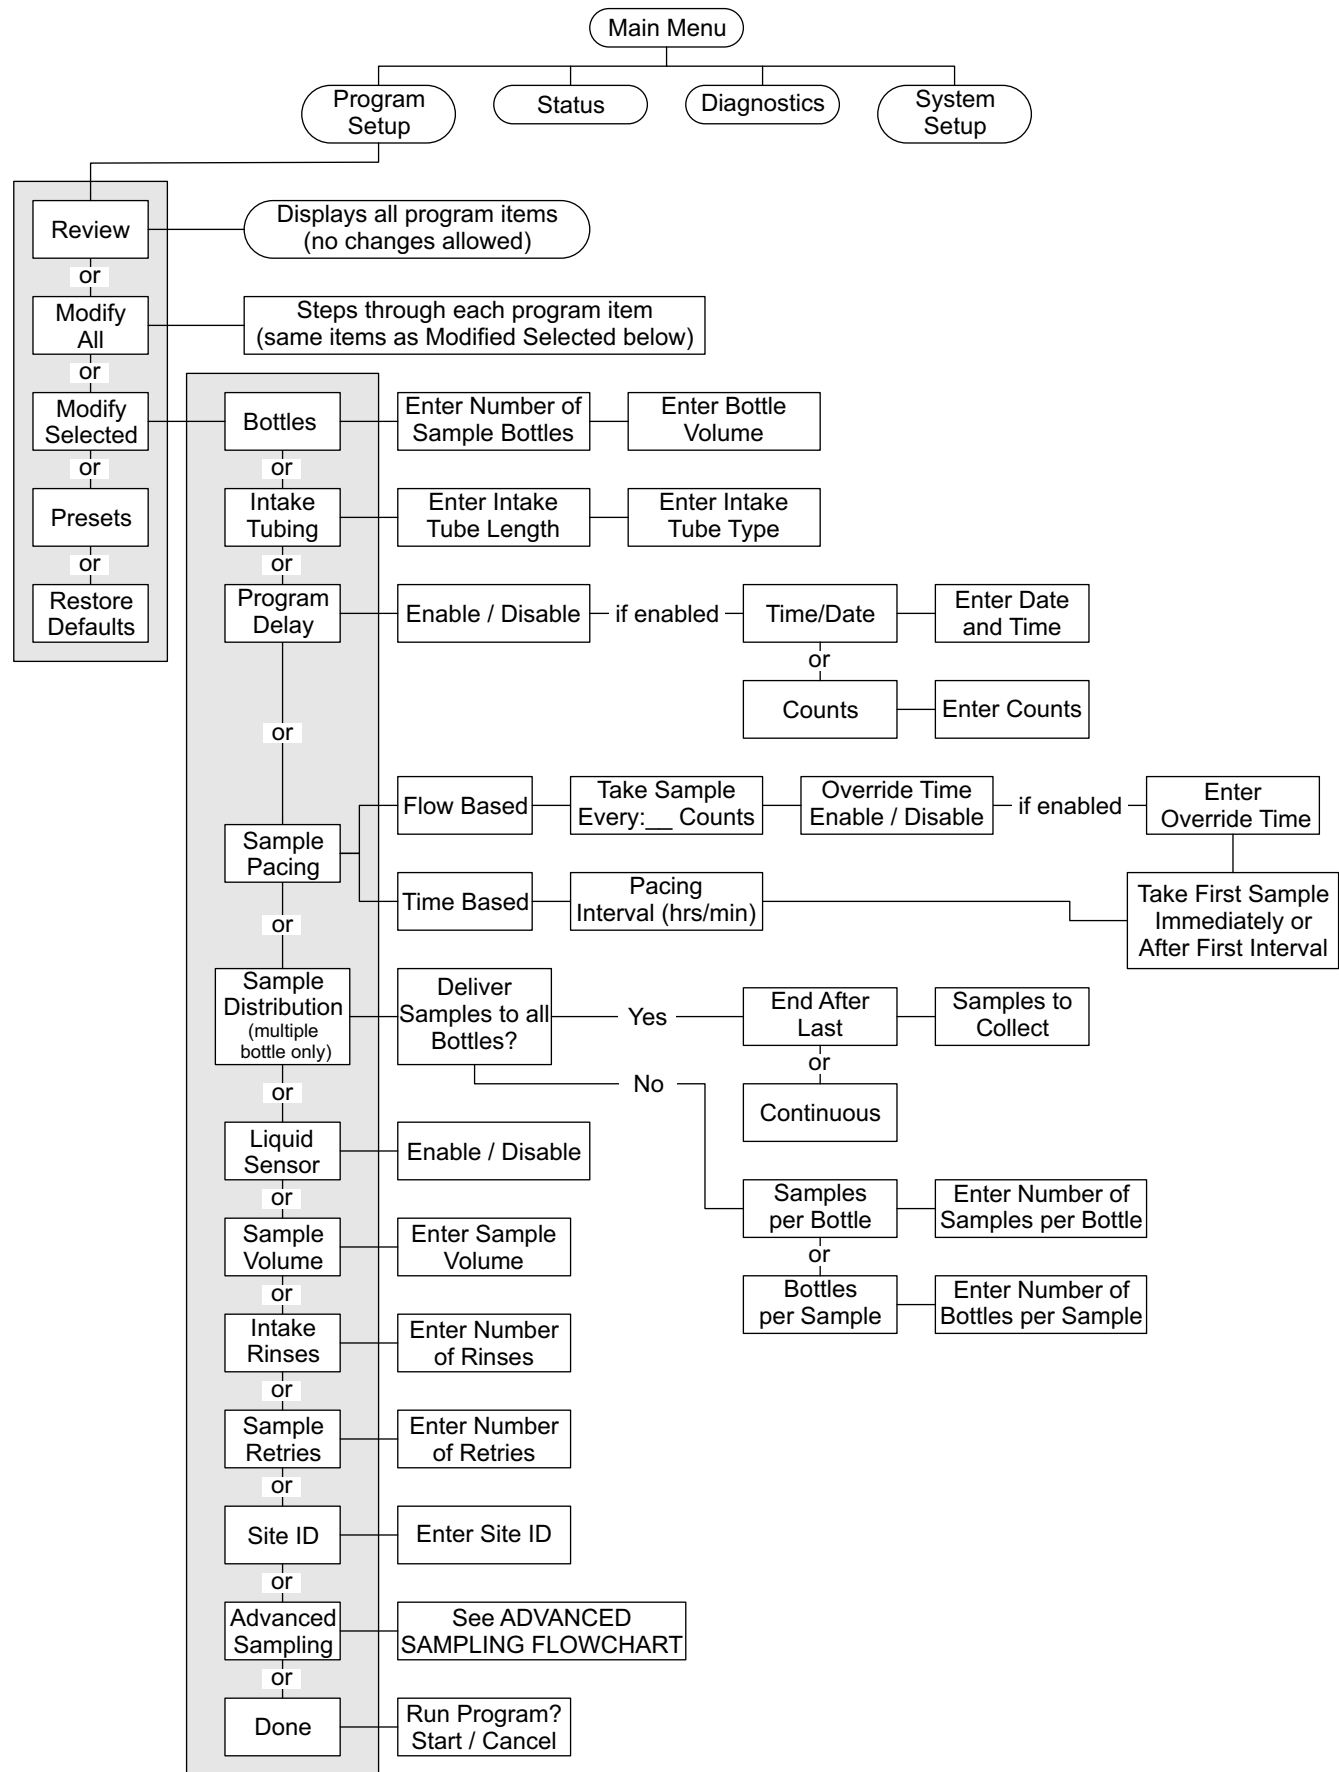 Main Menu
Program
Setup
Status
Diagnostics
System
Setup
Review
Displays all program items
(no changes allowed)
or
Modify
All
Steps through each program item
(same items as Modified Selected below)
or
Modify
Selected
Bottles
Enter Number of
Sample Bottles
Enter Bottle
Volume
or
or
Presets
Intake
Tubing
Enter Intake
Tube Length
Enter Intake
Tube Type
or
or
Restore
Defaults
Program
Delay
Enable / Disable
if enabled
Time/Date
Enter Date
and Time
or
Counts
Enter Counts
or
Sample
Pacing
Flow Based
Take Sample
Every:__ Counts
Override Time
Enable / Disable
if enabled
Enter
Override Time
Time Based
Pacing
Interval (hrs/min)
Take First Sample
Immediately or
After First Interval
or
Sample
Distribution
(multiple
bottle only)
Deliver
Samples to all
Bottles?
Yes
End After
Last
Samples to
Collect
or
Continuous
No
Samples
per Bottle
Enter Number of
Samples per Bottle
or
Bottles
per Sample
Enter Number of
Bottles per Sample
or
Liquid
Sensor
Enable / Disable
or
Sample
Volume
Enter Sample
Volume
or
Intake
Rinses
Enter Number
of Rinses
or
Sample
Retries
Enter Number
of Retries
or
Site ID
Enter Site ID
or
Advanced
Sampling
See ADVANCED
SAMPLING FLOWCHART
or
Done
Run Program?
Start / Cancel